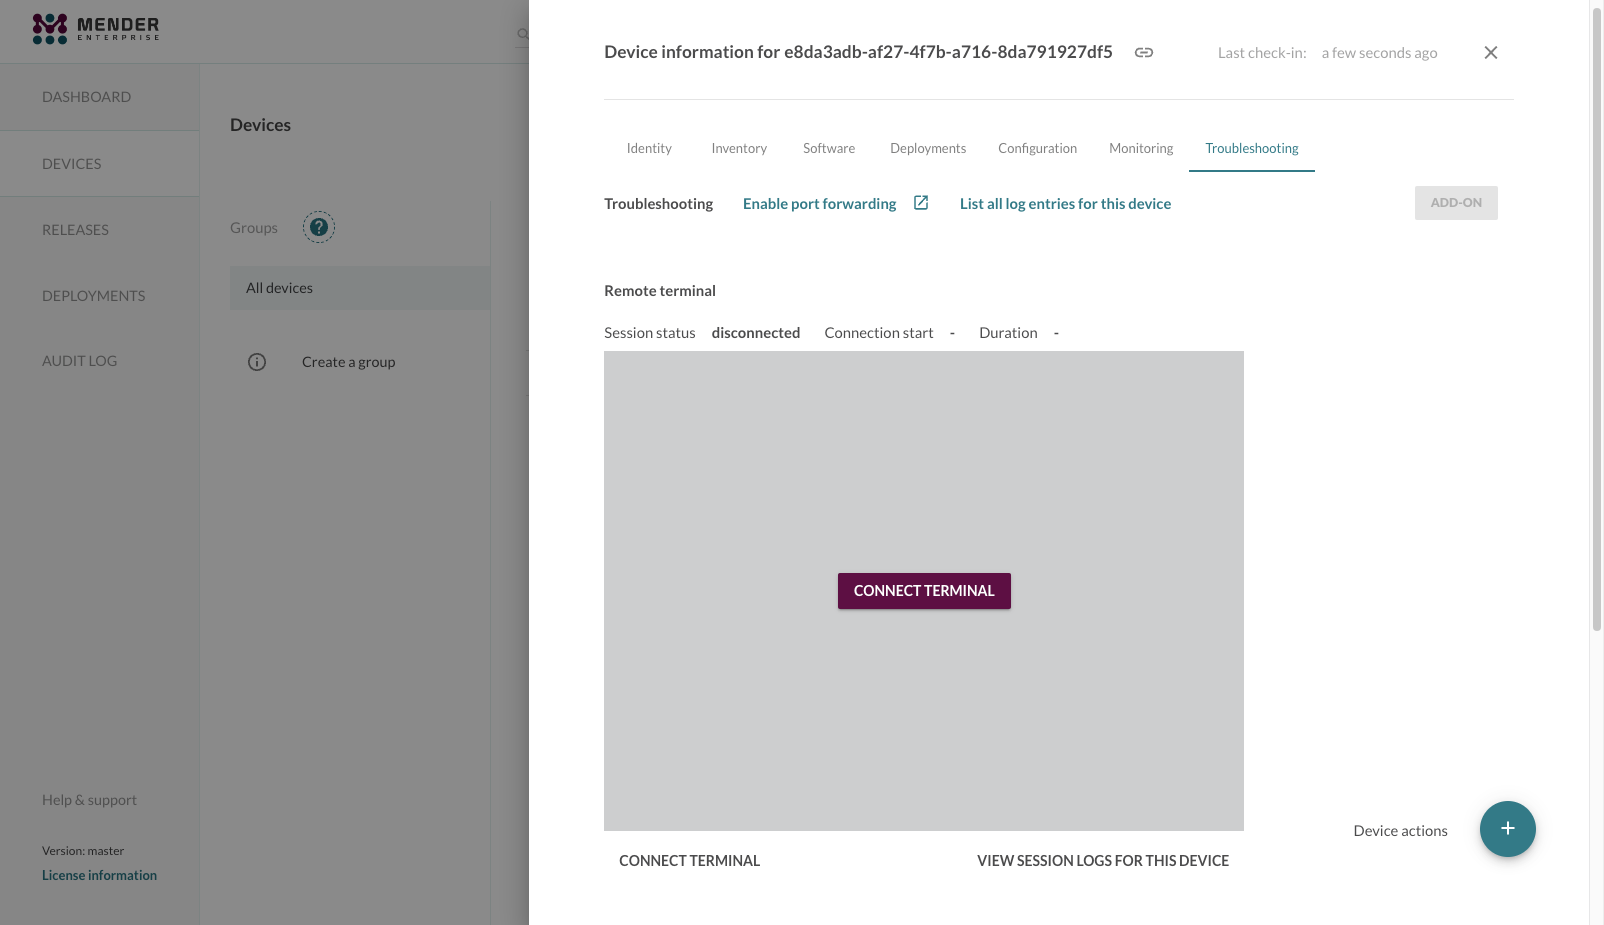 MENDER
ENTERPRISE
DASHBOARD
DEVICES
RELEASES
DEPLOYMENTS
AUDIT LOG
Help & support
Version: master
License information
Devices
Groups
?
All devices
Create a group
Device information for e8da3adb-af27-4f7b-a716-8da791927df5
Last check-in: a few seconds ago
Identity Inventory Software Deployments Configuration Monitoring Troubleshooting
Troubleshooting Enable port forwarding List all log entries for this device ADD-ON
Remote terminal
Session status disconnected Connection start - Duration -
CONNECT TERMINAL
Device actions
CONNECT TERMINAL VIEW SESSION LOGS FOR THIS DEVICE